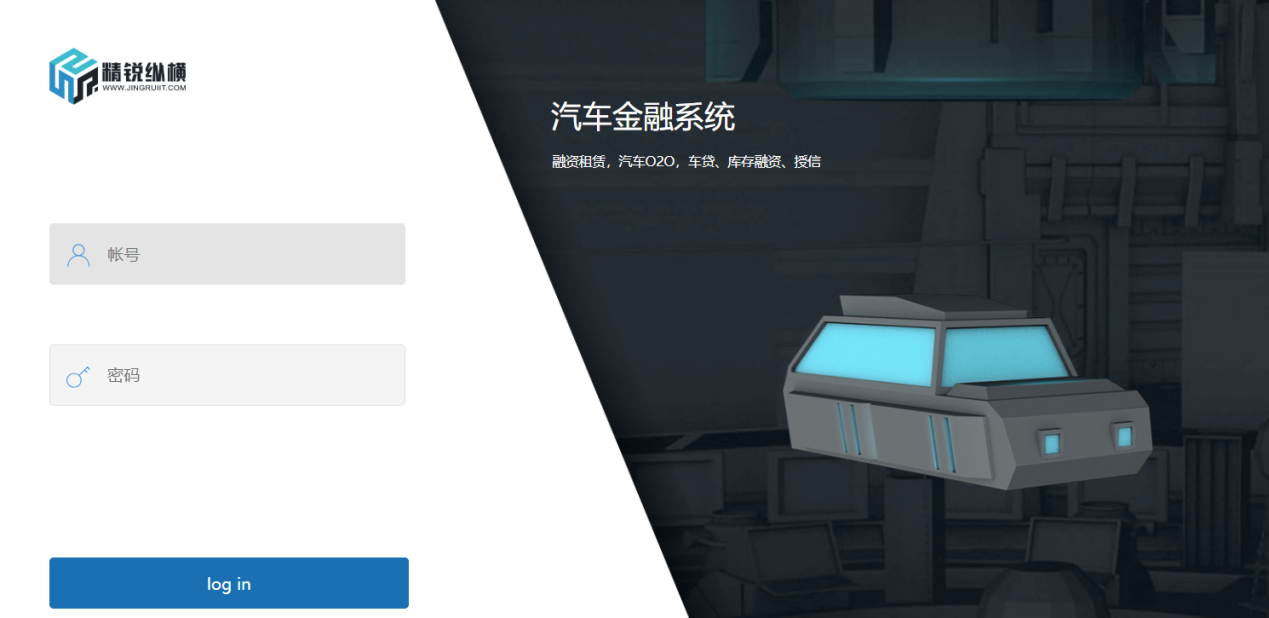 精锐纵横
WWW.JINGRUIIT.COM
汽车金融系统
融资租赁，汽车O2O，车贷、库存融资、授信
帐号
密码
log in